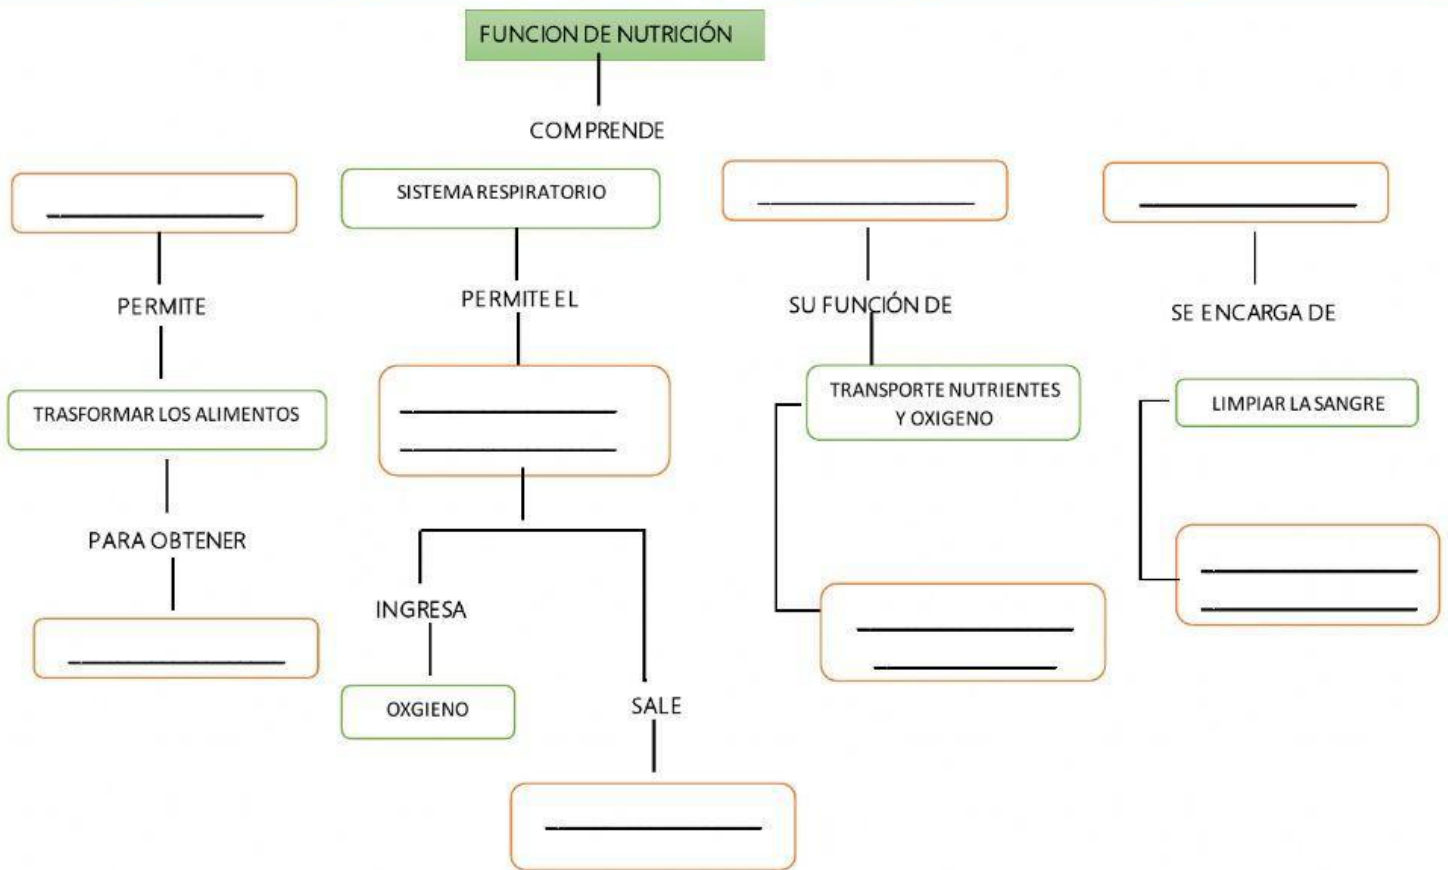 FUNCION DE NUTRICIÓN
COMPRENDE
SISTEMA RESPIRATORIO
PERMITE
PERMITE EL
SU FUNCIÓN DE
SE ENCARGA DE
TRASFORMAR LOS ALIMENTOS
TRANSPORTE NUTRIENTES
Y OXIGENO
LIMPIAR LA SANGRE
PARA OBTENER
INGRESA
OXGIENO
SALE